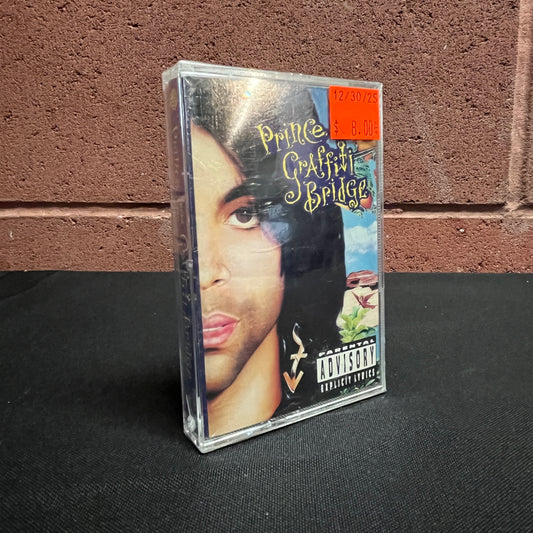 12/30/25
$ 8.00
Prince
Graffiti
Bridge
PARENTAL
ADVISORY
EXPLICIT LYRICS